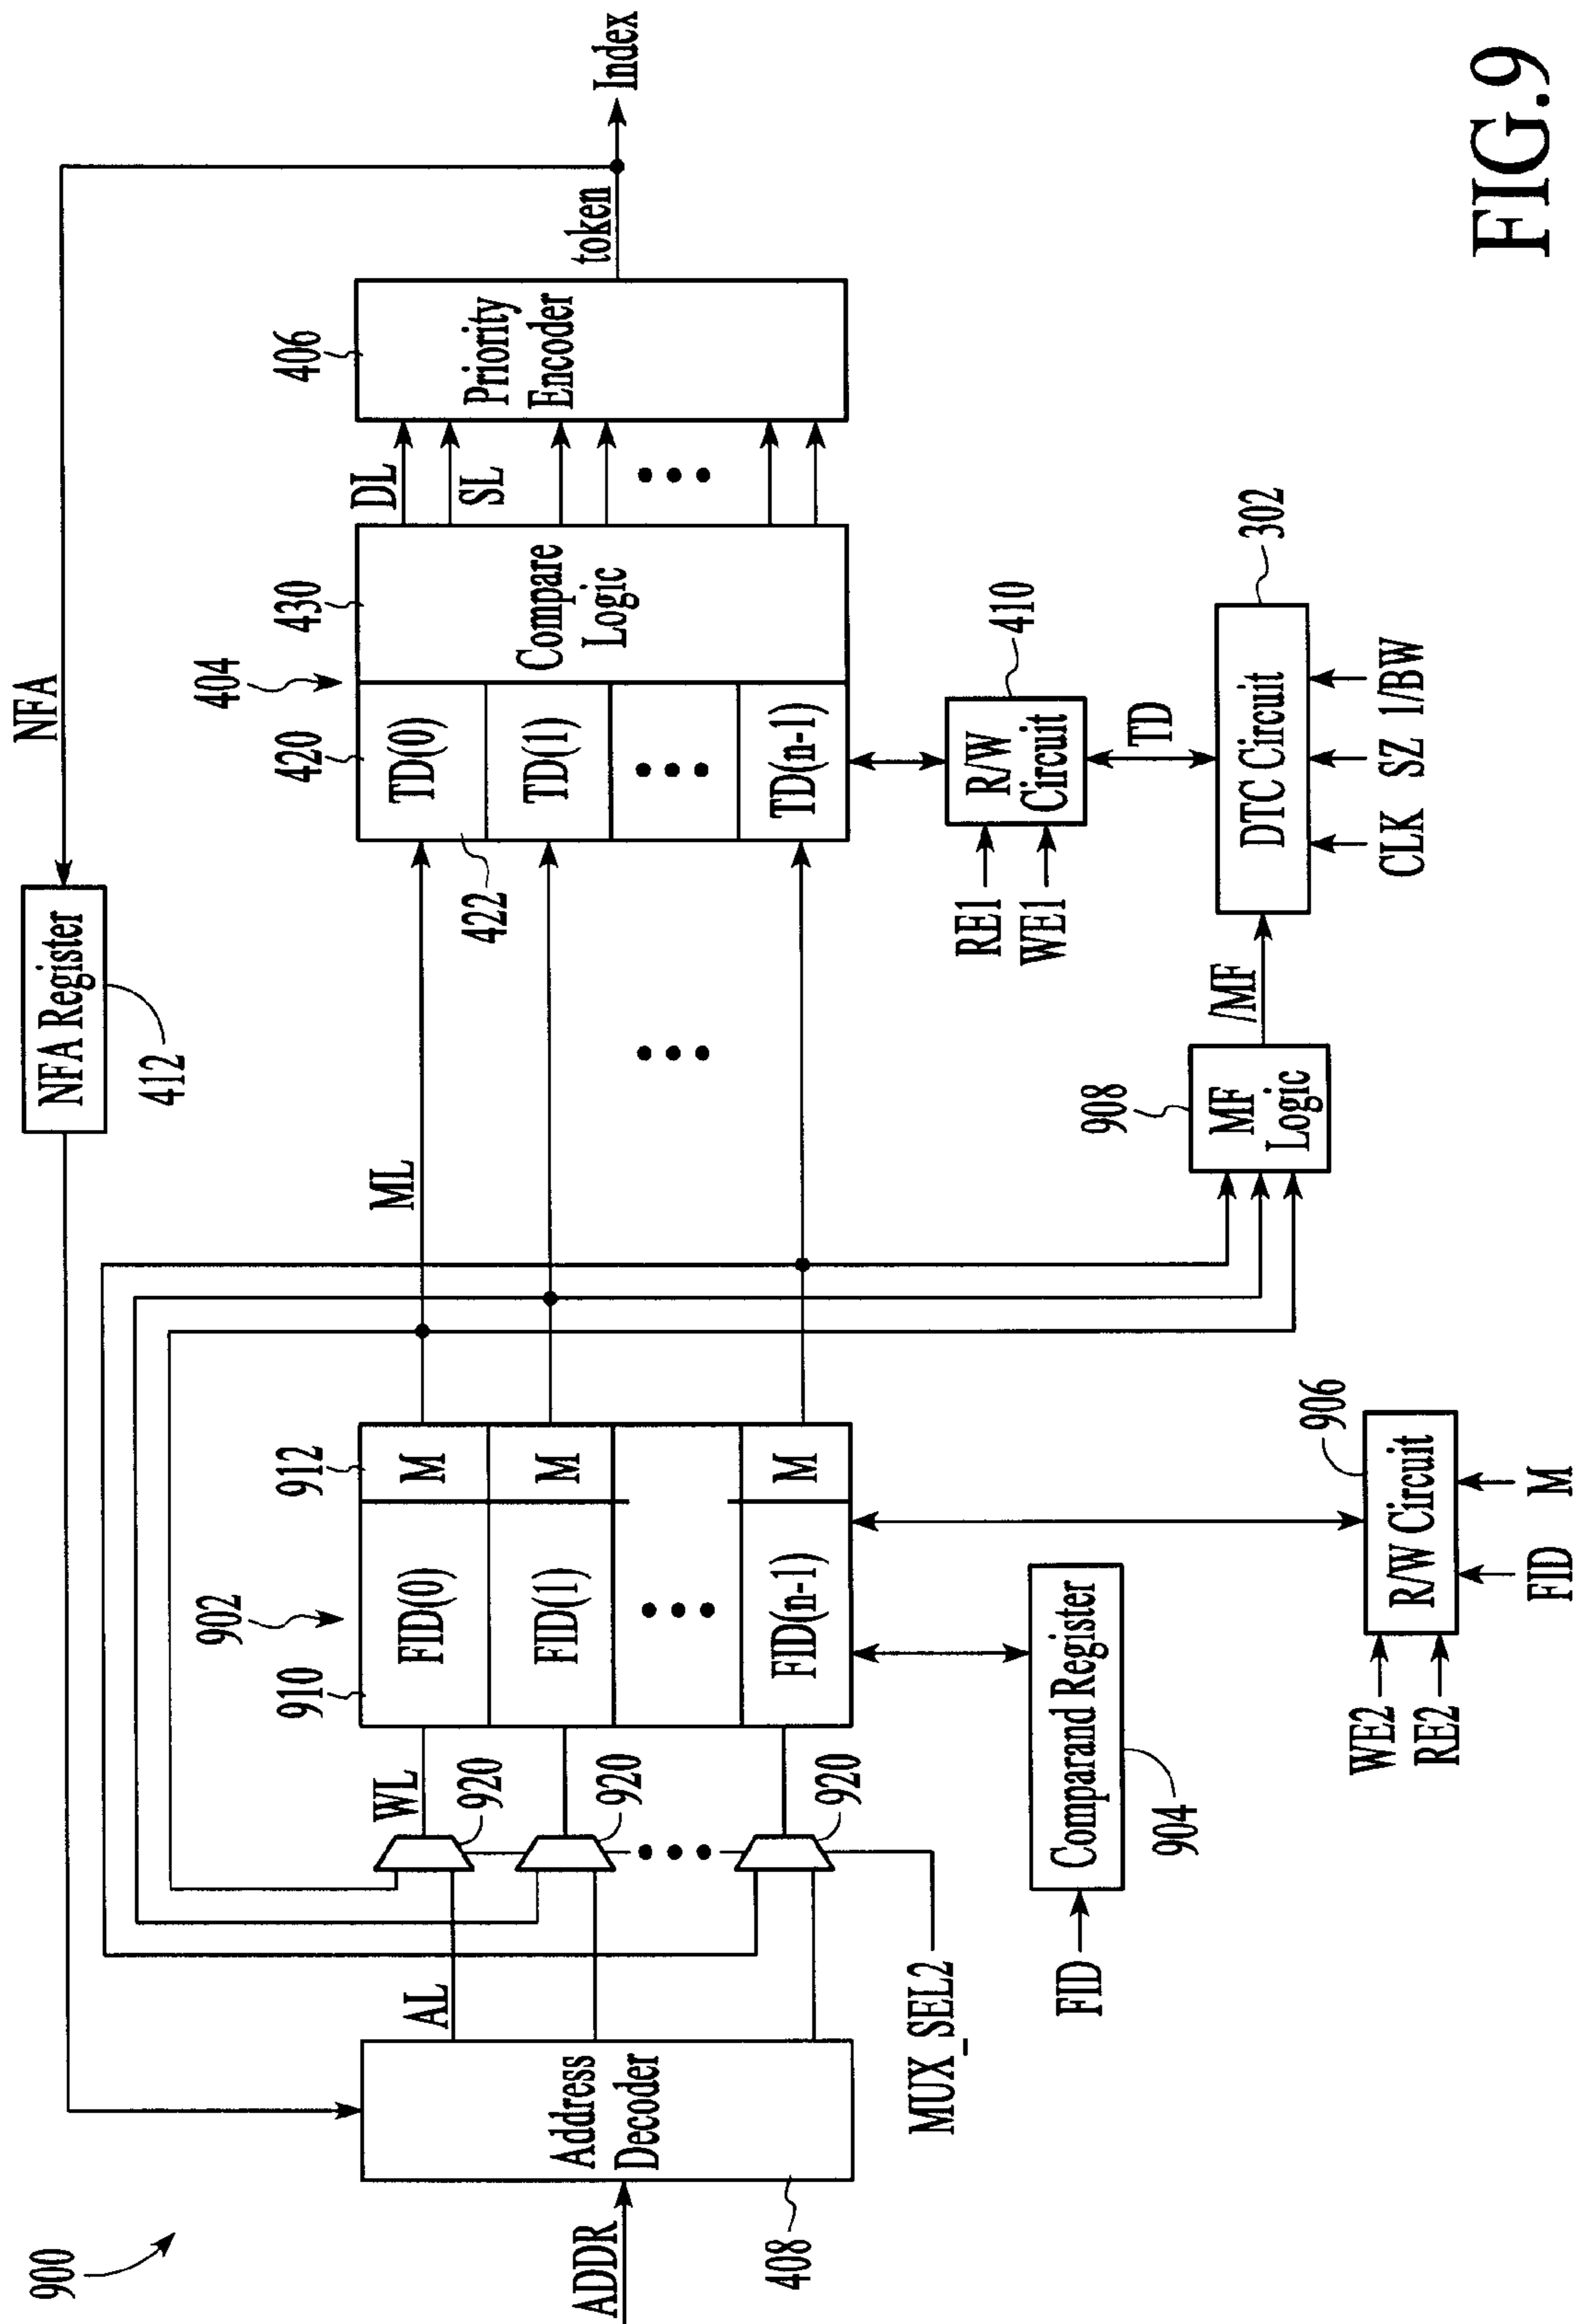 900
NFA Register
412
NFA
ADDR
Address
Decoder
408
AL
WL
920
920
920
MUX_SEL2
902
910
912
FID(0)
M
FID(1)
M
FID(n-1)
M
ML
404
420
430
TD(0)
TD(1)
TD(n-1)
422
Compare
Logic
DL
SL
406
Priority
Encoder
token
Index
FID
Comparand Register
904
WE2
RE2
R/W Circuit
906
FID
M
908
MF
Logic
/MF
RE1
WE1
R/W
Circuit
410
TD
DTC Circuit
302
CLK
SZ
1/BW
FIG.9